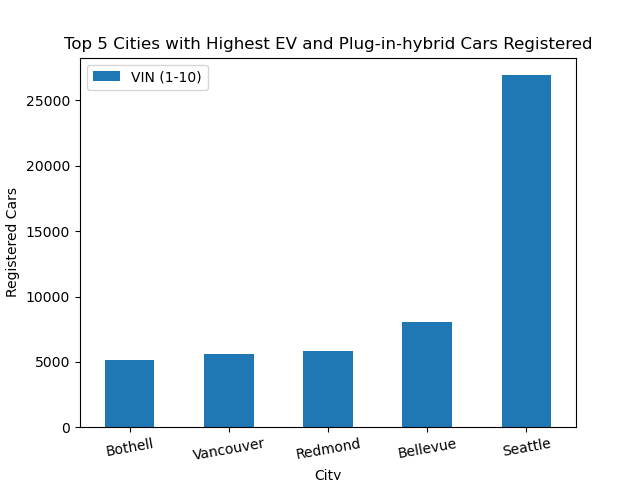 Top 5 Cities with Highest EV and Plug-in-hybrid Cars Registered
VIN (1-10)
Registered Cars
25000
20000
15000
10000
5000
0
Bothell
Vancouver
Redmond
Bellevue
Seattle
City